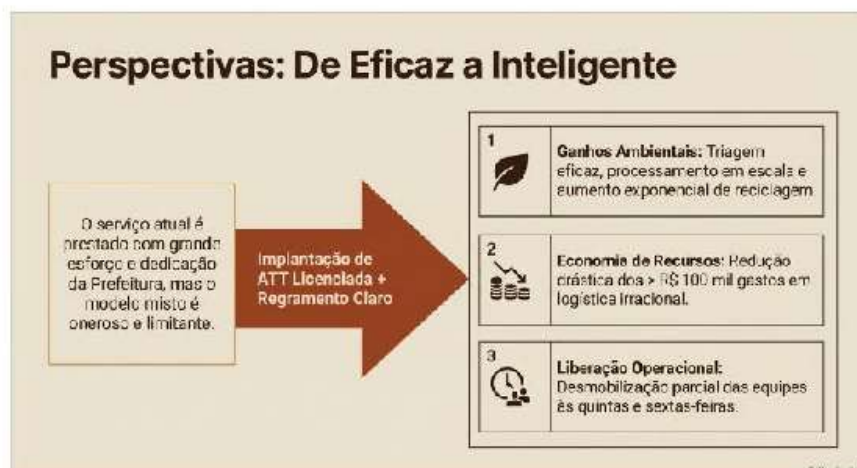 Perspectivas: De Eficaz a Inteligente
O serviço atual é
prestado com grande
esforço e dedicação
da Prefeitura, mas o
modelo misto é
oneroso e limitante.
Implantação de
ATT Licenciada +
Regramento Claro
1
Ganhos Ambientais: Triagem
eficaz, processamento em escala e
aumento exponencial de reciclagem
2
Economia de Recursos: Redução
drástica dos > R$ 100 mil gastos em
logística irracional.
3
Liberação Operacional:
Desmobilização parcial das equipes
às quintas e sextas-feiras.